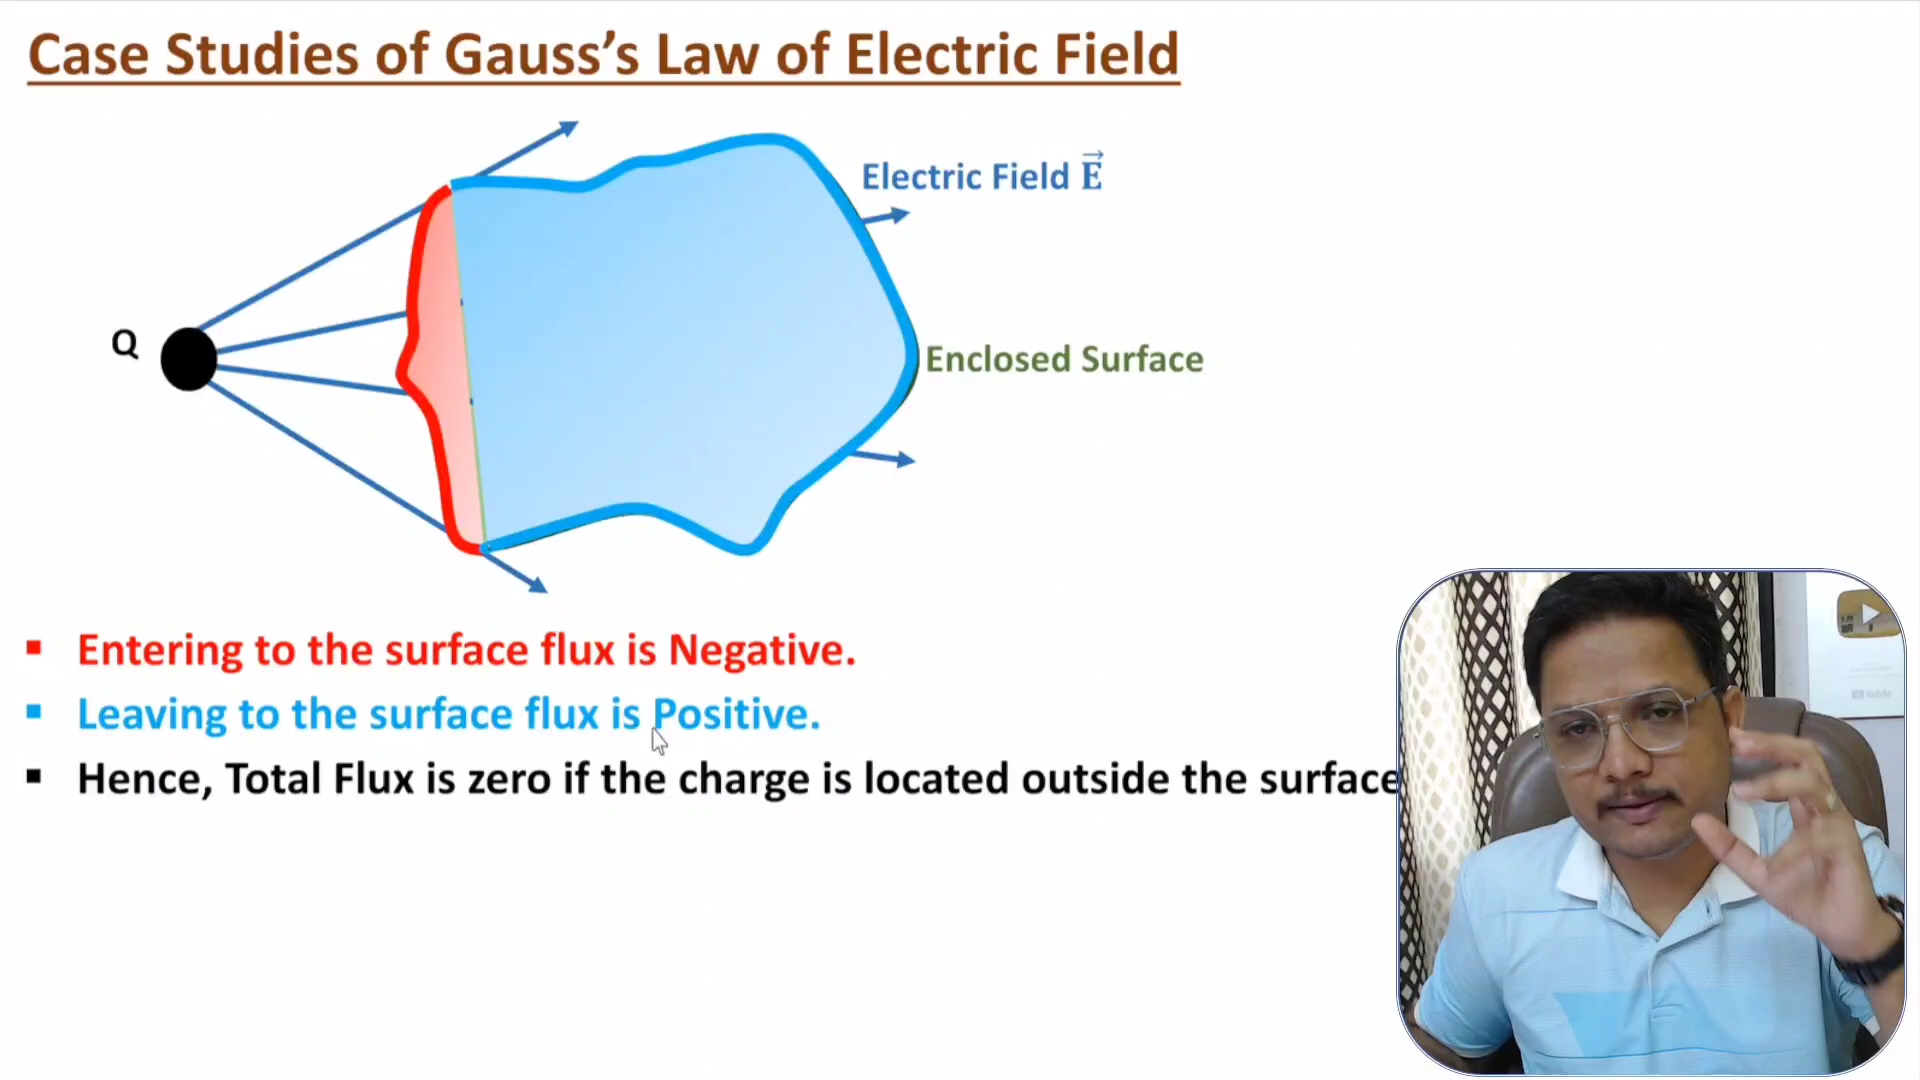 Case Studies of Gauss’s Law of Electric Field
Electric Field E⃗
Q
Enclosed Surface
▪ Entering to the surface flux is Negative.
▪ Leaving to the surface flux is Positive.
▪ Hence, Total Flux is zero if the charge is located outside the surface